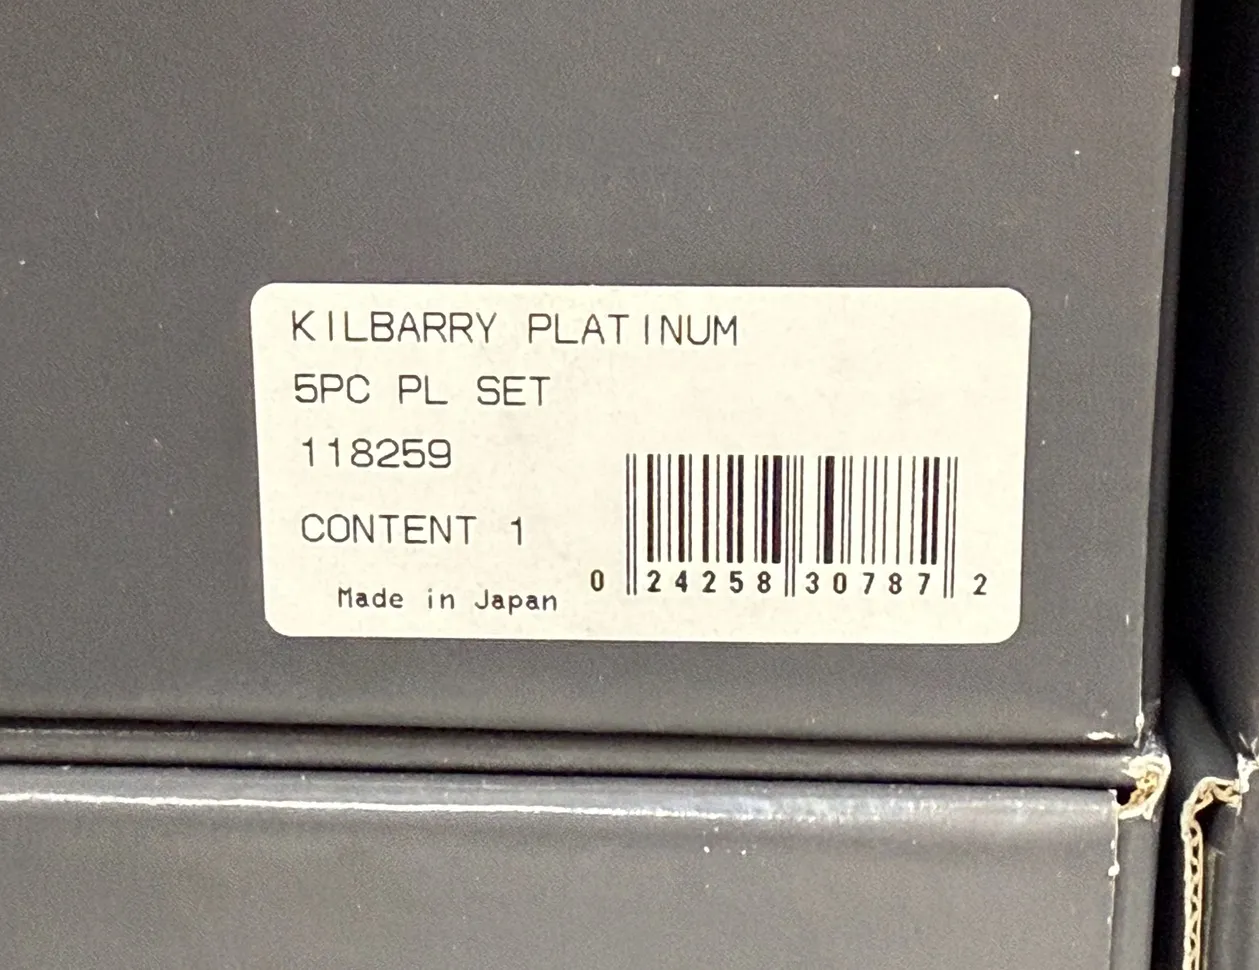 KILBARRY PLATINUM
5PC PL SET
118259
CONTENT 1
Made in Japan
0 24258 30787 2